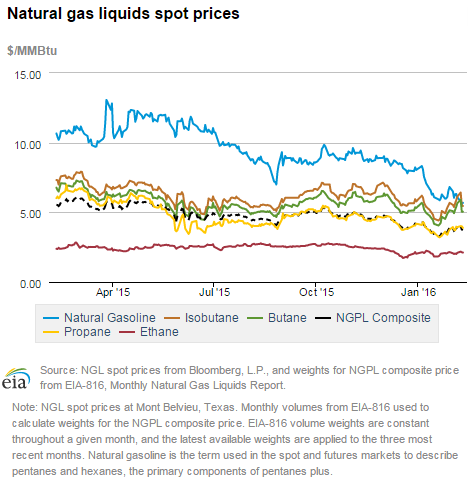 Natural gas liquids spot prices
$/MMBtu
15.00
10.00
5.00
0.00
Apr '15 Jul '15 Oct '15 Jan '16
Natural Gasoline Isobutane Butane NGPL Composite
Propane Ethane
eia
Source: NGL spot prices from Bloomberg, L.P., and weights for NGPL composite price
from EIA-816, Monthly Natural Gas Liquids Report.
Note: NGL spot prices at Mont Belvieu, Texas. Monthly volumes from EIA-816 used to
calculate weights for the NGPL composite price. EIA-816 volume weights are constant
throughout a given month, and the latest available weights are applied to the three most
recent months. Natural gasoline is the term used in the spot and futures markets to describe
pentanes and hexanes, the primary components of pentanes plus.